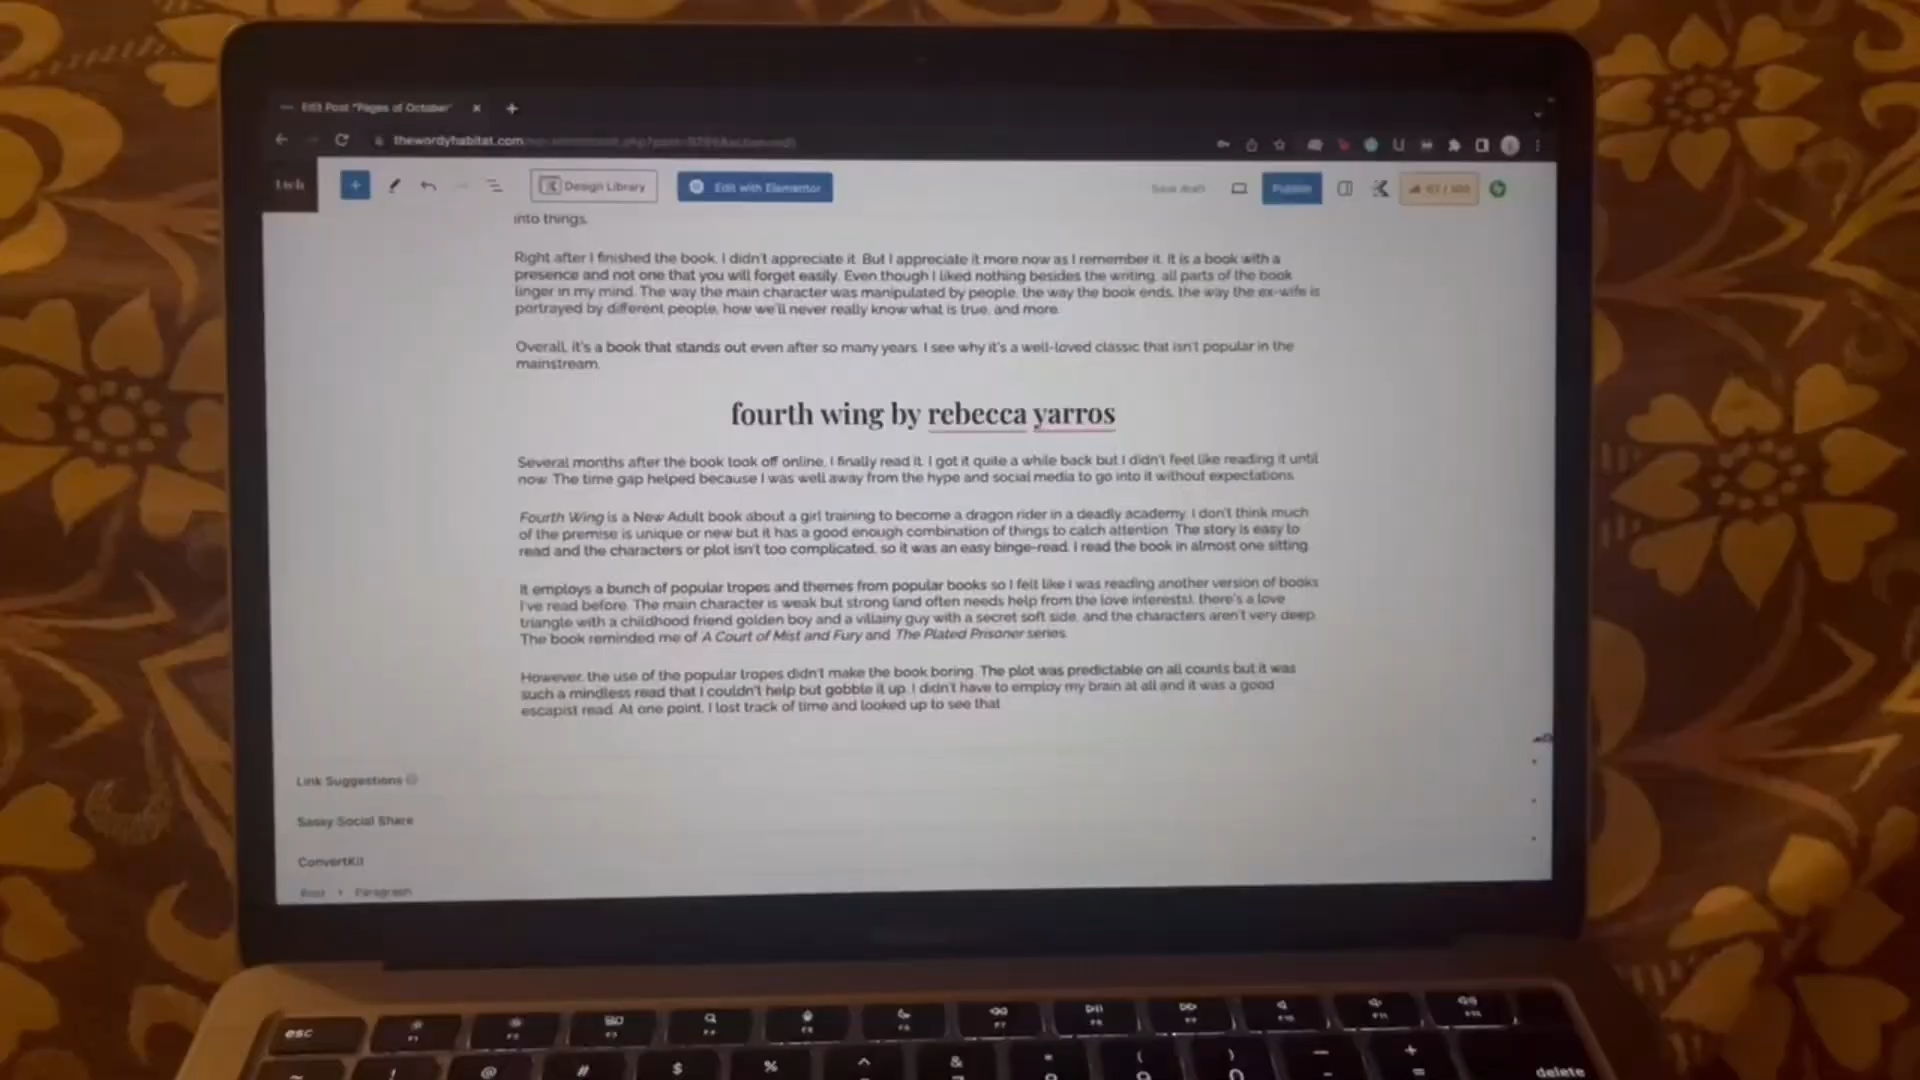 Edit Post "Pages of October"
thewordyhabitat.com
twh
Design Library
Edit with Elementor
Save draft
Publish
into things.
Right after I finished the book, I didn't appreciate it. But I appreciate it more now as I remember it. It is a book with a
presence and not one that you will forget easily. Even though I liked nothing besides the writing, all parts of the book
linger in my mind. The way the main character was manipulated by people, the way the book ends, the way the ex-wife is
portrayed by different people, how we'll never really know what is true, and more.
Overall, it's a book that stands out even after so many years. I see why it's a well-loved classic that isn't popular in the
mainstream.
fourth wing by rebecca yarros
Several months after the book took off online, I finally read it. I got it quite a while back but I didn't feel like reading it until
now. The time gap helped because I was well away from the hype and social media to go into it without expectations.
Fourth Wing is a New Adult book about a girl training to become a dragon rider in a deadly academy. I don't think much
of the premise is unique or new but it has a good enough combination of things to catch attention. The story is easy to
read and the characters or plot isn't too complicated, so it was an easy binge-read. I read the book in almost one sitting.
It employs a bunch of popular tropes and themes from popular books so I felt like I was reading another version of books
I've read before. The main character is weak but strong (and often needs help from the love interests), there's a love
triangle with a childhood friend golden boy and a villainy guy with a secret soft side, and the characters aren't very deep.
The book reminded me of A Court of Mist and Fury and The Plated Prisoner series.
However, the use of the popular tropes didn't make the book boring. The plot was predictable on all counts but it was
such a mindless read that I couldn't help but gobble it up. I didn't have to employ my brain at all and it was a good
escapist read. At one point, I lost track of time and looked up to see that
Link Suggestions
Sassy Social Share
ConvertKit
Post › Paragraph
esc
F1 F2 F3 F4 F5 F6 F7 F8 F9 F10 F11 F12
~ ! @ # $ % ^ & * ( ) — +
delete